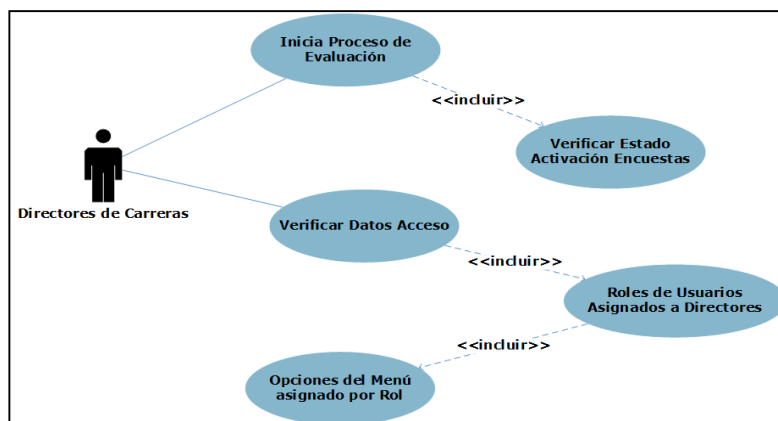 Inicia Proceso de
Evaluación
<<incluir>>
Verificar Estado
Activación Encuestas
Directores de Carreras
Verificar Datos Acceso
<<incluir>>
Roles de Usuarios
Asignados a Directores
<<incluir>>
Opciones del Menú
asignado por Rol